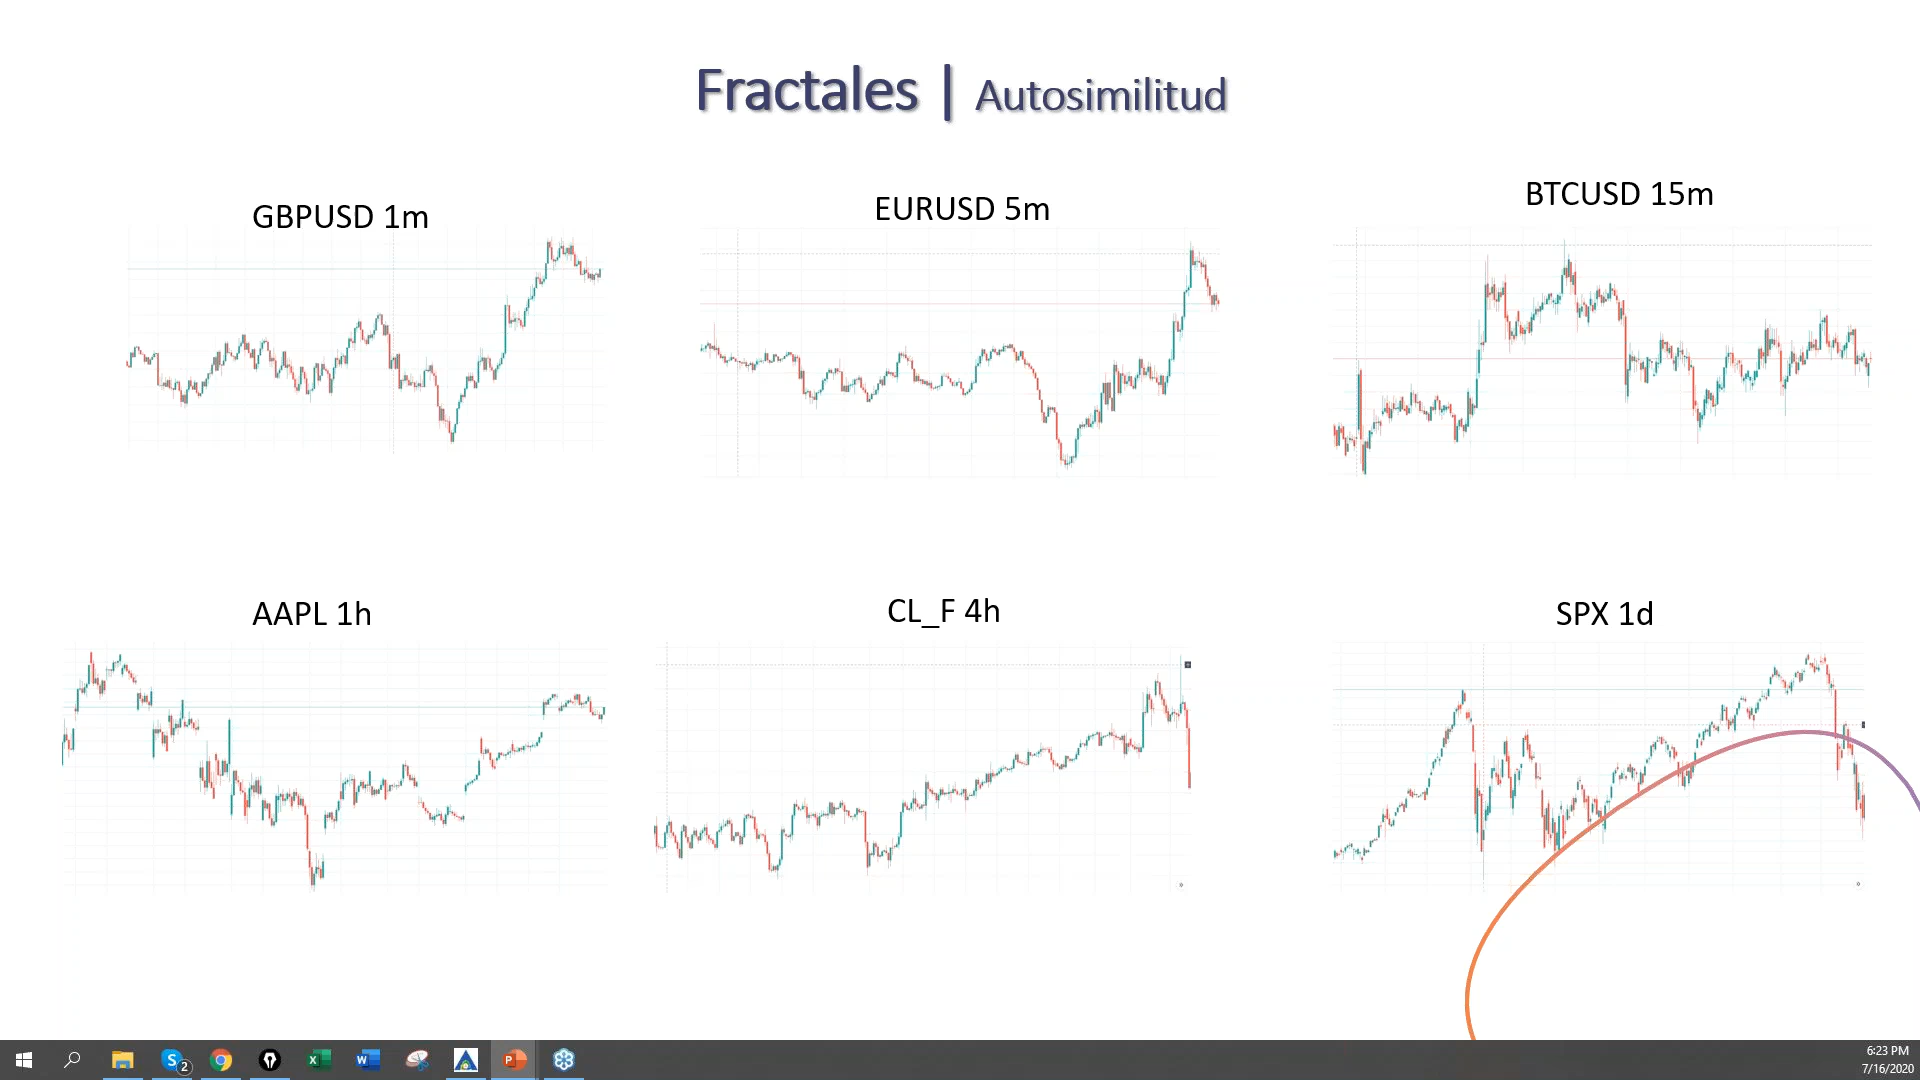 Fractales | Autosimilitud
GBPUSD 1m
EURUSD 5m
BTCUSD 15m
AAPL 1h
CL_F 4h
SPX 1d
S
2
X
W
P
6:23 PM
7/16/2020